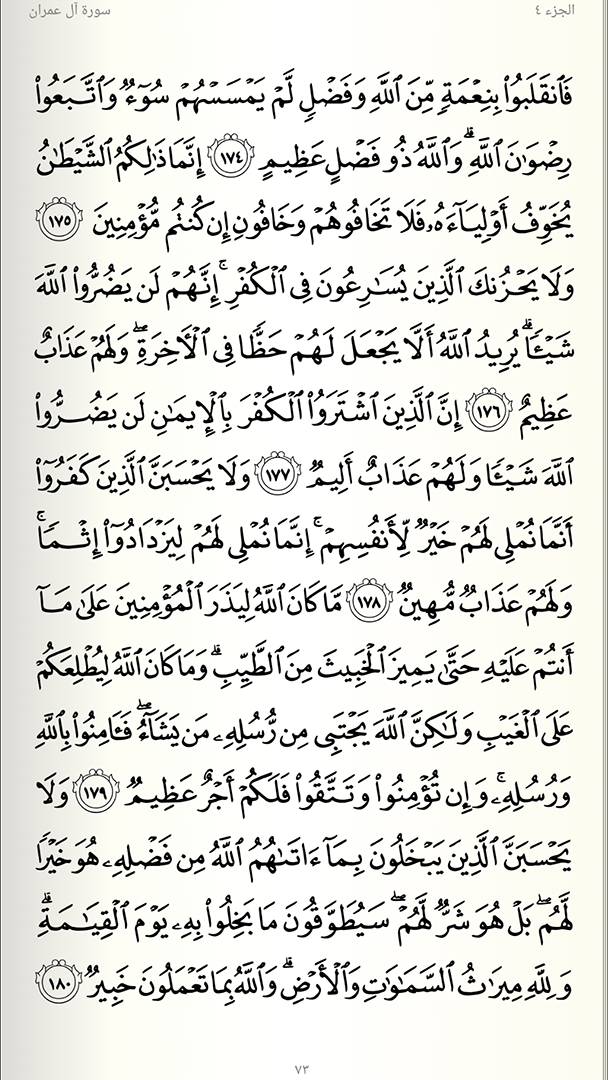 الجزء ٤
سورة آل عمران
فَٱنقَلَبُوا۟ بِنِعْمَةٍ مِّنَ ٱللَّهِ وَفَضْلٍ لَّمْ يَمْسَسْهُمْ سُوٓءٌ وَٱتَّبَعُوا۟
رِضْوَٰنَ ٱللَّهِ ۗ وَٱللَّهُ ذُو فَضْلٍ عَظِيمٍ ١٧٤ إِنَّمَا ذَٰلِكُمُ ٱلشَّيْطَـٰنُ
يُخَوِّفُ أَوْلِيَآءَهُۥ فَلَا تَخَافُوهُمْ وَخَافُونِ إِن كُنتُم مُّؤْمِنِينَ ١٧٥
وَلَا يَحْزُنكَ ٱلَّذِينَ يُسَـٰرِعُونَ فِى ٱلْكُفْرِ ۚ إِنَّهُمْ لَن يَضُرُّوا۟ ٱللَّهَ
شَيْـًٔا ۗ يُرِيدُ ٱللَّهُ أَلَّا يَجْعَلَ لَهُمْ حَظًّا فِى ٱلْـَٔاخِرَةِ ۖ وَلَهُمْ عَذَابٌ
عَظِيمٌ ١٧٦ إِنَّ ٱلَّذِينَ ٱشْتَرَوُا۟ ٱلْكُفْرَ بِٱلْإِيمَـٰنِ لَن يَضُرُّوا۟
ٱللَّهَ شَيْـًٔا وَلَهُمْ عَذَابٌ أَلِيمٌ ١٧٧ وَلَا يَحْسَبَنَّ ٱلَّذِينَ كَفَرُوٓا۟
أَنَّمَا نُمْلِى لَهُمْ خَيْرٌ لِّأَنفُسِهِمْ ۚ إِنَّمَا نُمْلِى لَهُمْ لِيَزْدَادُوٓا۟ إِثْمًا ۚ
وَلَهُمْ عَذَابٌ مُّهِينٌ ١٧٨ مَّا كَانَ ٱللَّهُ لِيَذَرَ ٱلْمُؤْمِنِينَ عَلَىٰ مَآ
أَنتُمْ عَلَيْهِ حَتَّىٰ يَمِيزَ ٱلْخَبِيثَ مِنَ ٱلطَّيِّبِ ۗ وَمَا كَانَ ٱللَّهُ لِيُطْلِعَكُمْ
عَلَى ٱلْغَيْبِ وَلَـٰكِنَّ ٱللَّهَ يَجْتَبِى مِن رُّسُلِهِۦ مَن يَشَآءُ ۖ فَـَٔامِنُوا۟ بِٱللَّهِ
وَرُسُلِهِۦ ۚ وَإِن تُؤْمِنُوا۟ وَتَتَّقُوا۟ فَلَكُمْ أَجْرٌ عَظِيمٌ ١٧٩ وَلَا
يَحْسَبَنَّ ٱلَّذِينَ يَبْخَلُونَ بِمَآ ءَاتَىٰهُمُ ٱللَّهُ مِن فَضْلِهِۦ هُوَ خَيْرًا
لَّهُم ۖ بَلْ هُوَ شَرٌّ لَّهُمْ ۖ سَيُطَوَّقُونَ مَا بَخِلُوا۟ بِهِۦ يَوْمَ ٱلْقِيَـٰمَةِ ۗ
وَلِلَّهِ مِيرَٰثُ ٱلسَّمَـٰوَٰتِ وَٱلْأَرْضِ ۗ وَٱللَّهُ بِمَا تَعْمَلُونَ خَبِيرٌ ١٨٠
٧٣